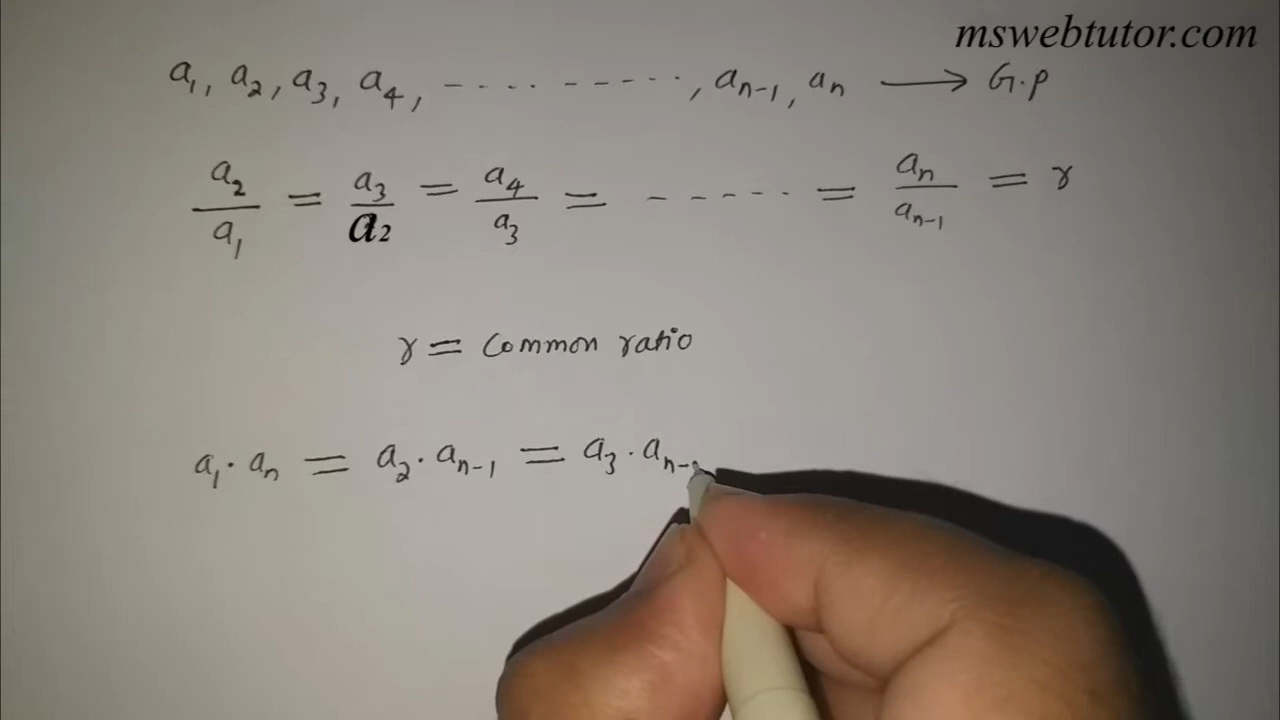 mswebtutor.com
a₁, a₂, a₃, a₄, - - - - - - - - - -, aₙ₋₁, aₙ ⟶ G.P
a₂/a₁ = a₃/a₂ = a₄/a₃ = - - - - - - = aₙ/aₙ₋₁ = r
r = Common ratio
a₁ · aₙ = a₂ · aₙ₋₁ = a₃ · aₙ₋